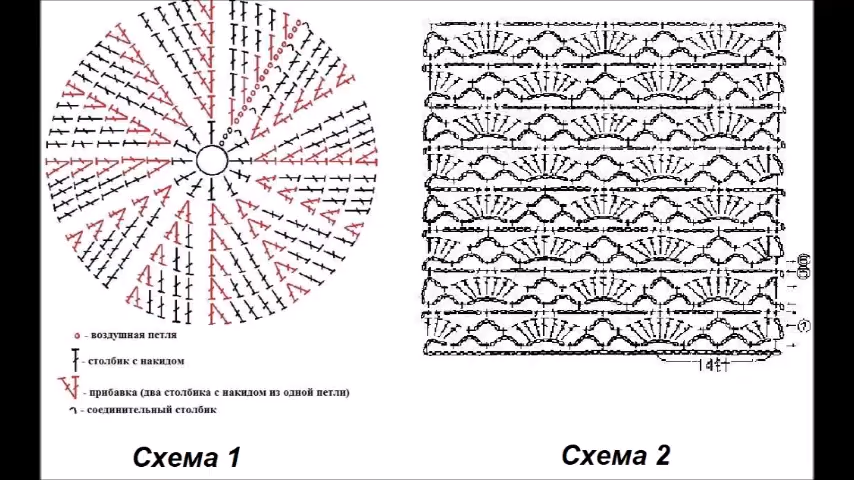 - воздушная петля
- столбик с накидом
- прибавка (два столбика с накидом из одной петли)
- соединительный столбик
Схема 1
Схема 2